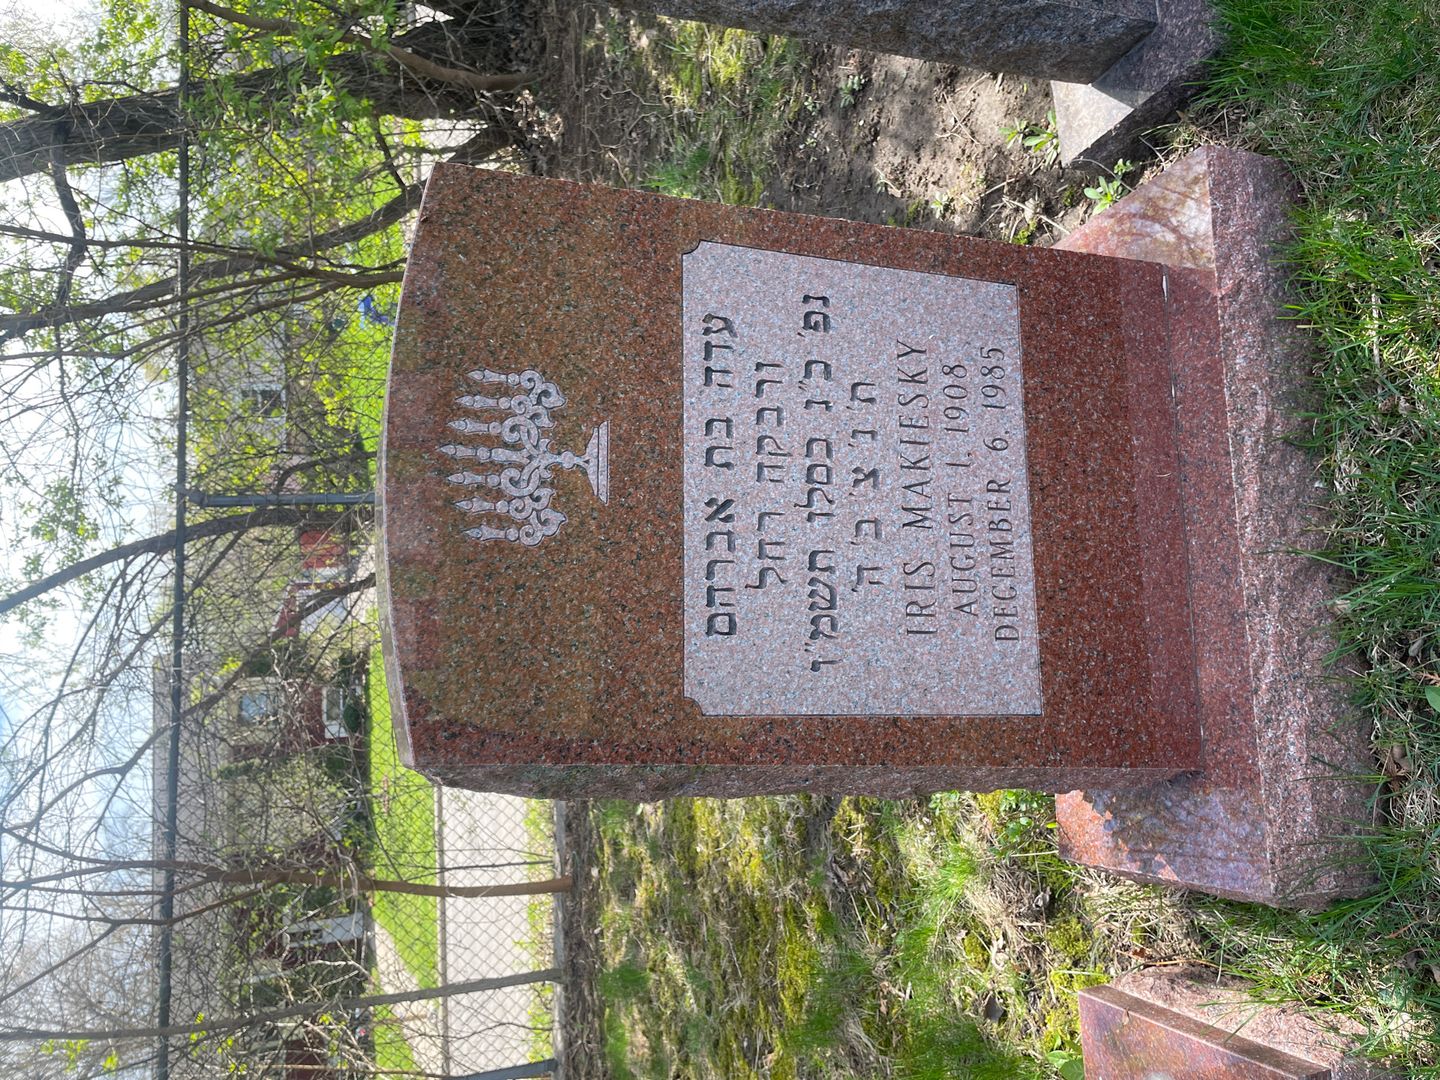 עדה בת אברהם
ורבקה רחל
נפ' כ"ג כסלו תשמ"ו
ת' נ' צ' ב' ה'
IRIS MAKIESKY
AUGUST 1, 1908
DECEMBER 6, 1985